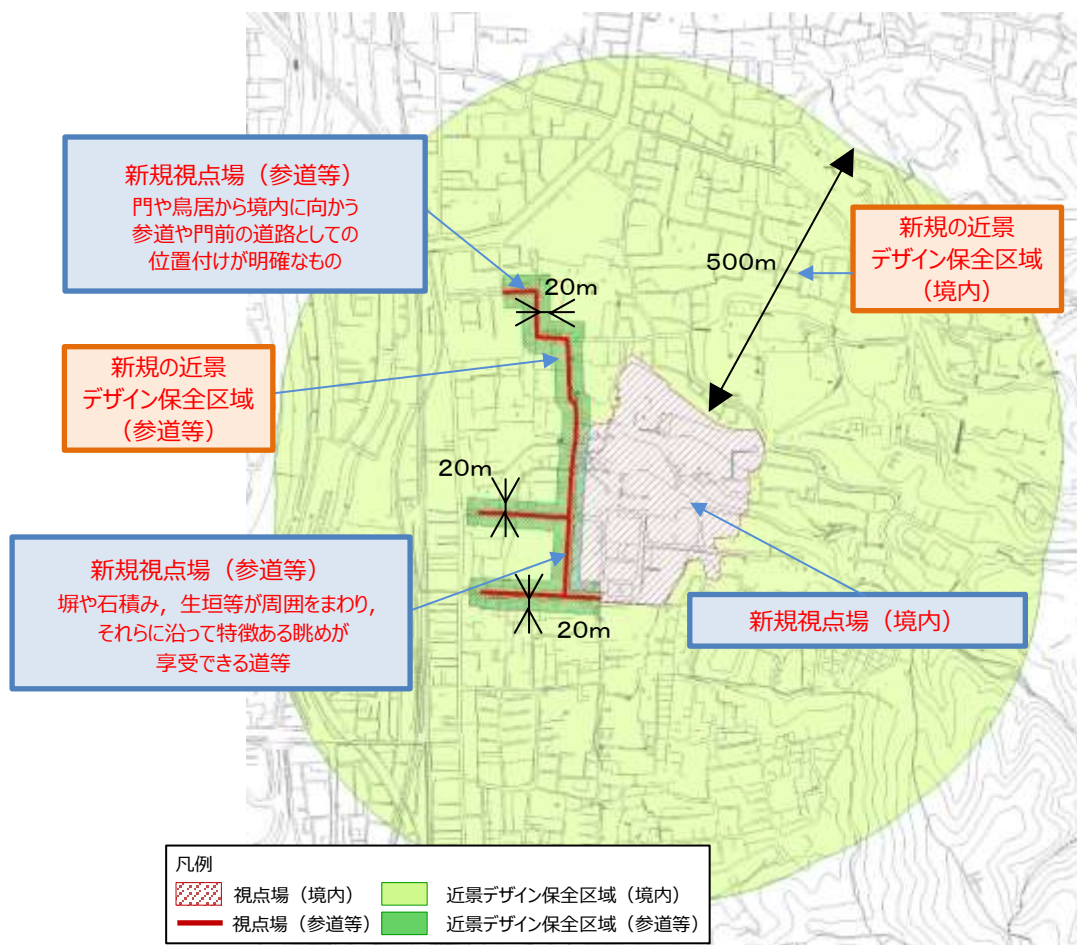 新規視点場（参道等）
門や鳥居から境内に向かう
参道や門前の道路としての
位置付けが明確なもの
新規の近景
デザイン保全区域
（境内）
500ｍ
20ｍ
新規の近景
デザイン保全区域
（参道等）
20ｍ
新規視点場（参道等）
塀や石積み，生垣等が周囲をまわり，
それらに沿って特徴ある眺めが
享受できる道等
20ｍ
新規視点場（境内）
凡例
視点場（境内）
近景デザイン保全区域（境内）
視点場（参道等）
近景デザイン保全区域（参道等）